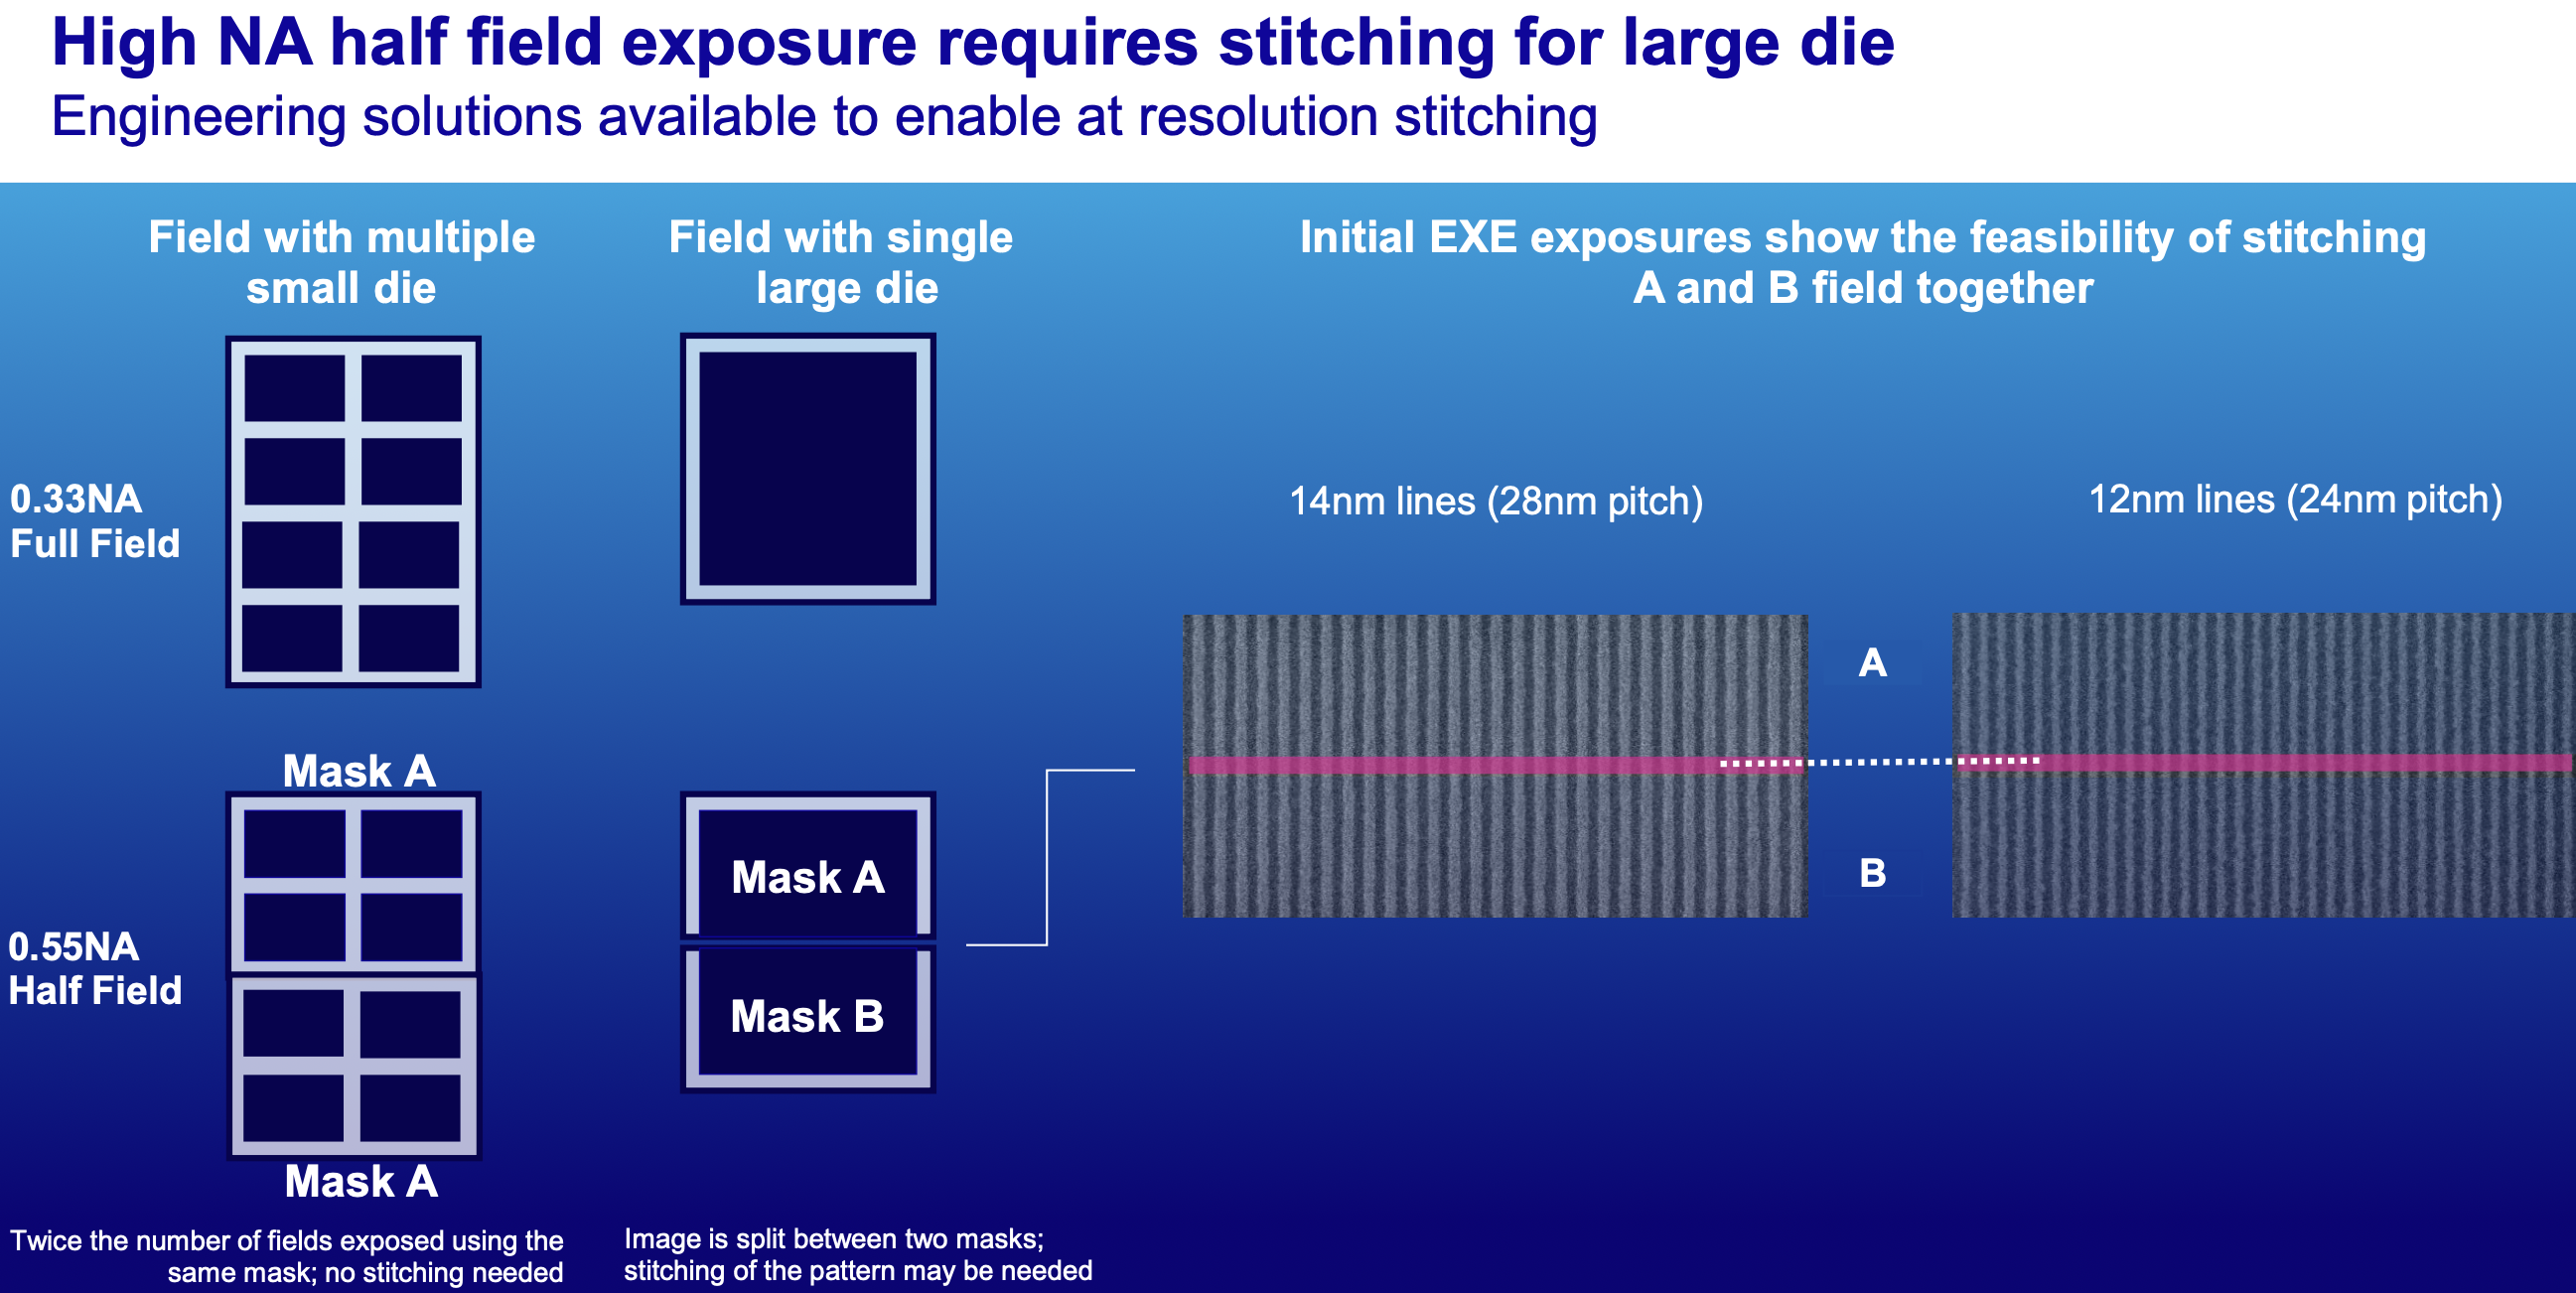 High NA half field exposure requires stitching for large die
Engineering solutions available to enable at resolution stitching
Field with multiple
small die
Field with single
large die
Initial EXE exposures show the feasibility of stitching
A and B field together
0.33NA
Full Field
14nm lines (28nm pitch)
12nm lines (24nm pitch)
A
B
Mask A
0.55NA
Half Field
Mask A
Mask A
Mask B
Twice the number of fields exposed using the
same mask; no stitching needed
Image is split between two masks;
stitching of the pattern may be needed